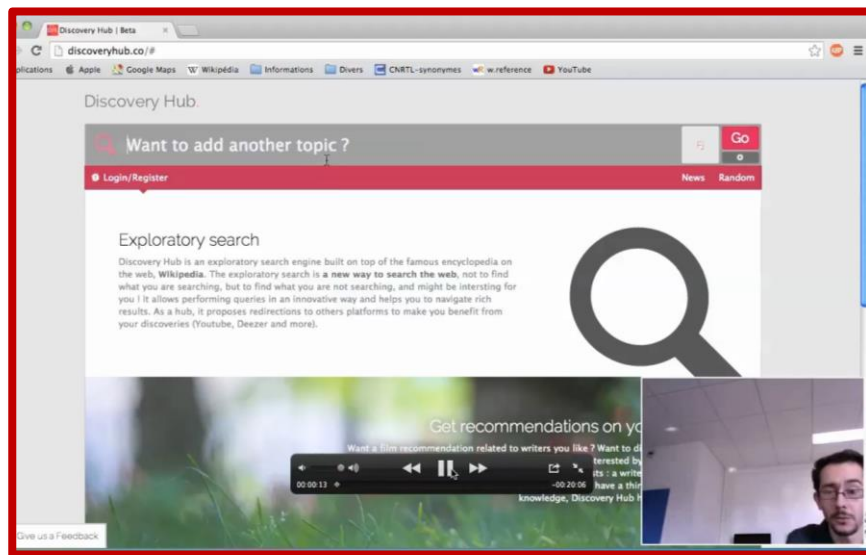 Discovery Hub | Beta
discoveryhub.co/#
plications Apple Google Maps Wikipédia Informations Divers CNRTL-synonymes w.reference YouTube
Discovery Hub.
Want to add another topic ?
Go
Login/Register
News Random
Exploratory search
Discovery Hub is an exploratory search engine built on top of the famous encyclopedia on
the web, Wikipedia. The exploratory search is a new way to search the web, not to find
what you are searching, but to find what you are not searching, and might be intersting for
you ! It allows performing queries in an innovative way and helps you to navigate rich
results. As a hub, it proposes redirections to others platforms to make you benefit from
your discoveries (Youtube, Deezer and more).
Get recommendations on yo
Want a film recommendation related to writers you like ? Want to di
terested by
sts : a write
00:00:13 -00:20:06
have a thin
knowledge, Discovery Hub h
Give us a Feedback